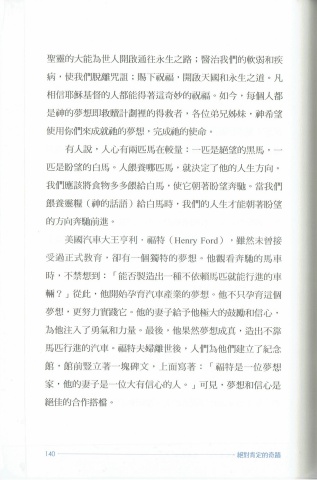 聖靈的大能為世人開啟通往永生之路；醫治我們的軟弱和疾
病，使我們脫離咒詛；賜下祝福，開啟天國和永生之道。凡
相信耶穌基督的人都能得著這奇妙的祝福。如今，每個人都
是神的夢想即救贖計劃裡的得救者，各位弟兄姊妹，神希望
使用你們來成就祂的夢想，完成祂的使命。
有人說，人心有兩匹馬在較量：一匹是絕望的黑馬，一
匹是盼望的白馬。人餵養哪匹馬，就決定了他的人生方向。
我們應該將食物多多餵給白馬，使它朝著盼望奔馳。當我們
餵養靈糧（神的話語）給白馬時，我們的人生才能朝著盼望
的方向奔馳前進。
美國汽車大王亨利．福特（Henry Ford），雖然未曾接
受過正式教育，卻有一個獨特的夢想。他觀看奔馳的馬車
時，不禁想到：「能否製造出一種不依賴馬匹就能行進的車
輛？」從此，他開始孕育汽車產業的夢想。他不只孕育這個
夢想，更努力實踐它。他的妻子給予他極大的鼓勵和信心，
為他注入了勇氣和力量。最後，他果然夢想成真，造出不靠
馬匹行進的汽車。福特夫婦離世後，人們為他們建立了紀念
館，館前豎立著一塊碑文，上面寫著：「福特是一位夢想
家，他的妻子是一位大有信心的人。」可見，夢想和信心是
絕佳的合作搭檔。
140
絕對肯定的奇蹟